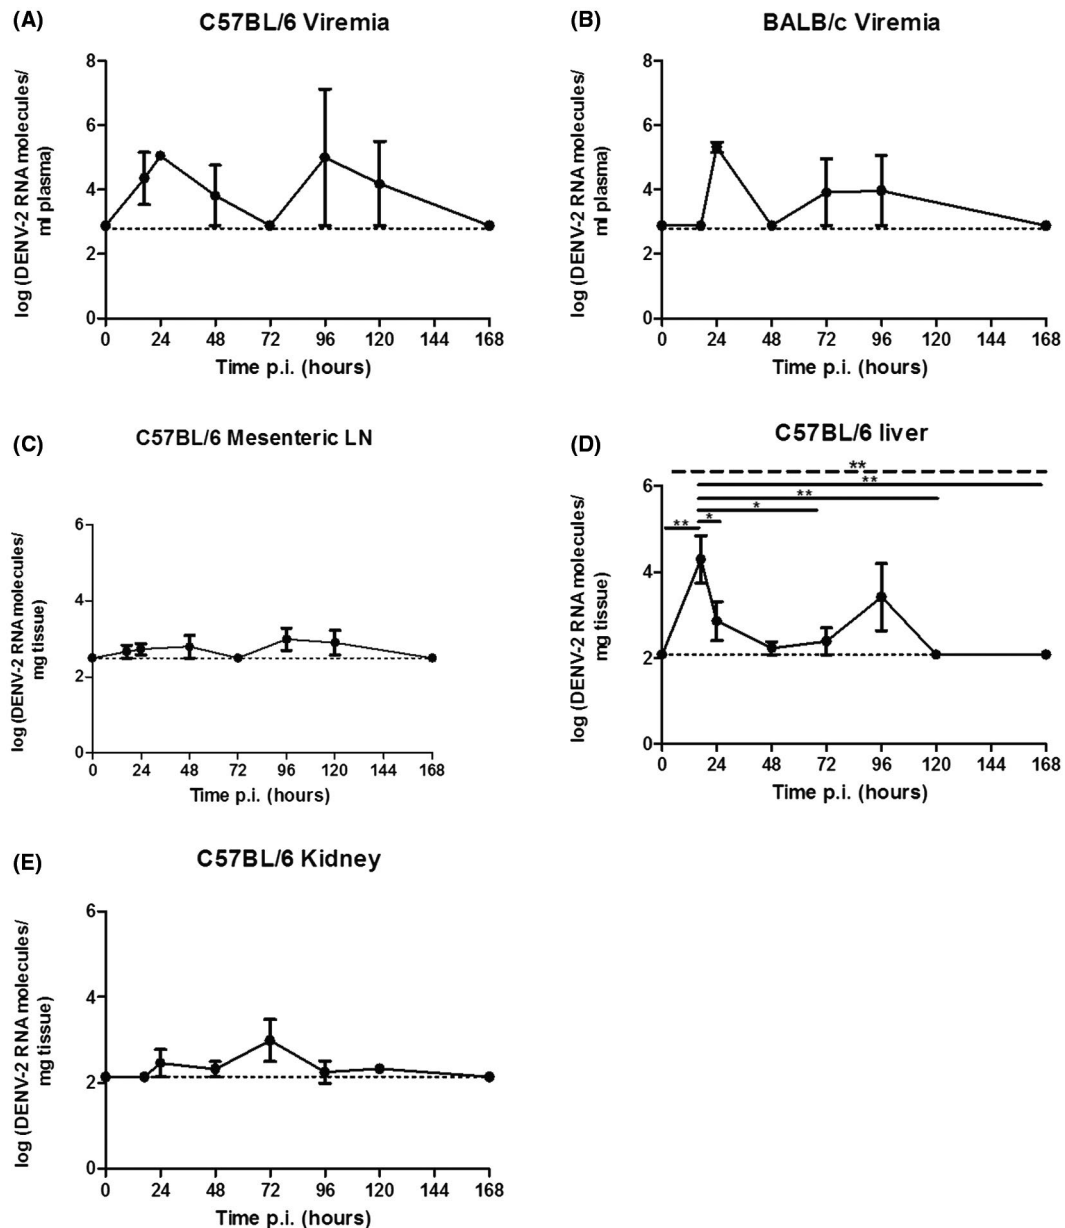 (A)
C57BL/6 Viremia
log (DENV-2 RNA molecules/
ml plasma)
8
6
4
2
0
0 24 48 72 96 120 144 168
Time p.i. (hours)
(B)
BALB/c Viremia
log (DENV-2 RNA molecules/
ml plasma)
8
6
4
2
0
0 24 48 72 96 120 144 168
Time p.i. (hours)
(C)
C57BL/6 Mesenteric LN
log (DENV-2 RNA molecules/
mg tissue)
6
4
2
0
0 24 48 72 96 120 144 168
Time p.i. (hours)
(D)
C57BL/6 liver
log (DENV-2 RNA molecules/
mg tissue)
**
**
**
*
** *
6
4
2
0
0 24 48 72 96 120 144 168
Time p.i. (hours)
(E)
C57BL/6 Kidney
log (DENV-2 RNA molecules/
mg tissue)
6
4
2
0
0 24 48 72 96 120 144 168
Time p.i. (hours)